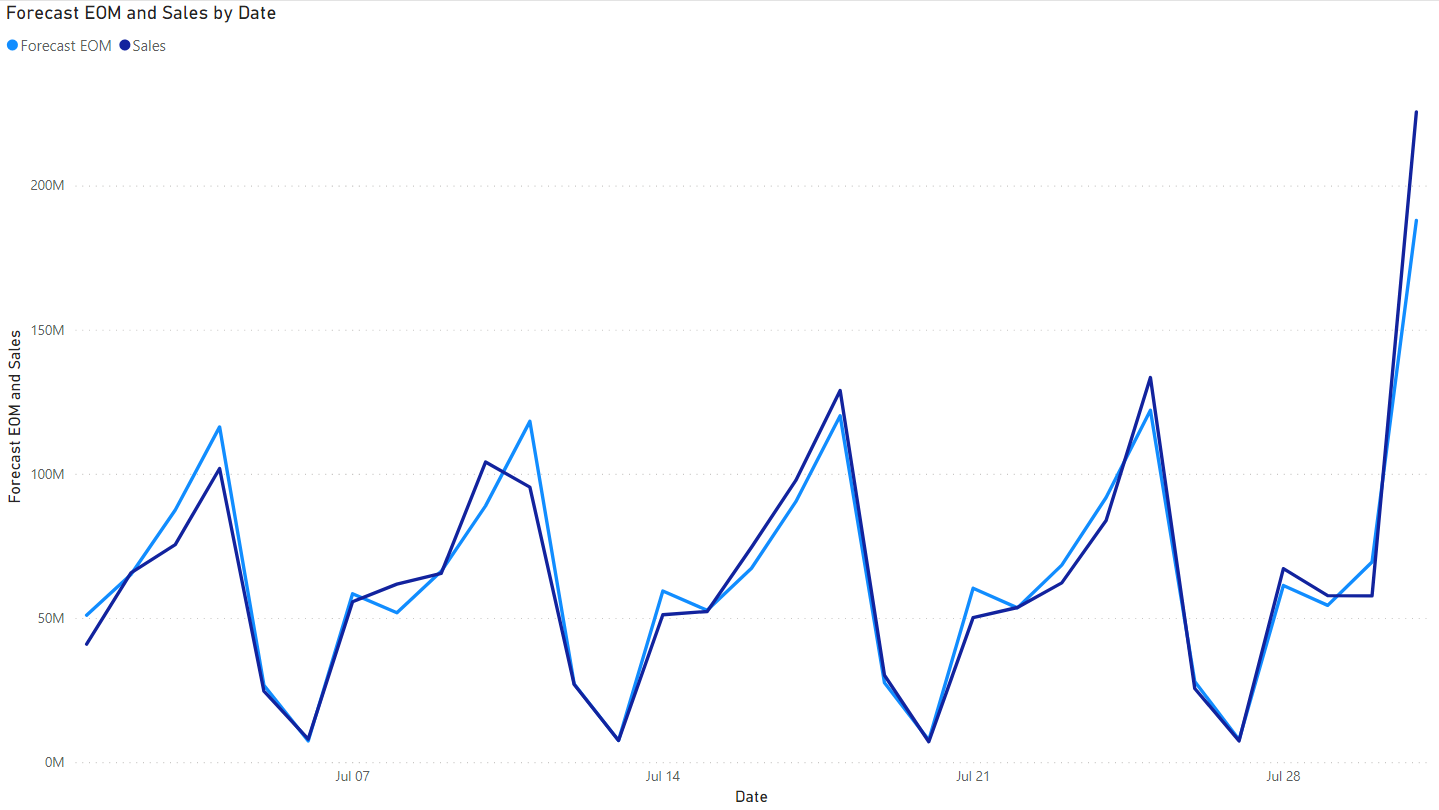 Forecast EOM and Sales by Date
Forecast EOM Sales
200M
150M
100M
50M
0M
Forecast EOM and Sales
Jul 07 Jul 14 Jul 21 Jul 28
Date